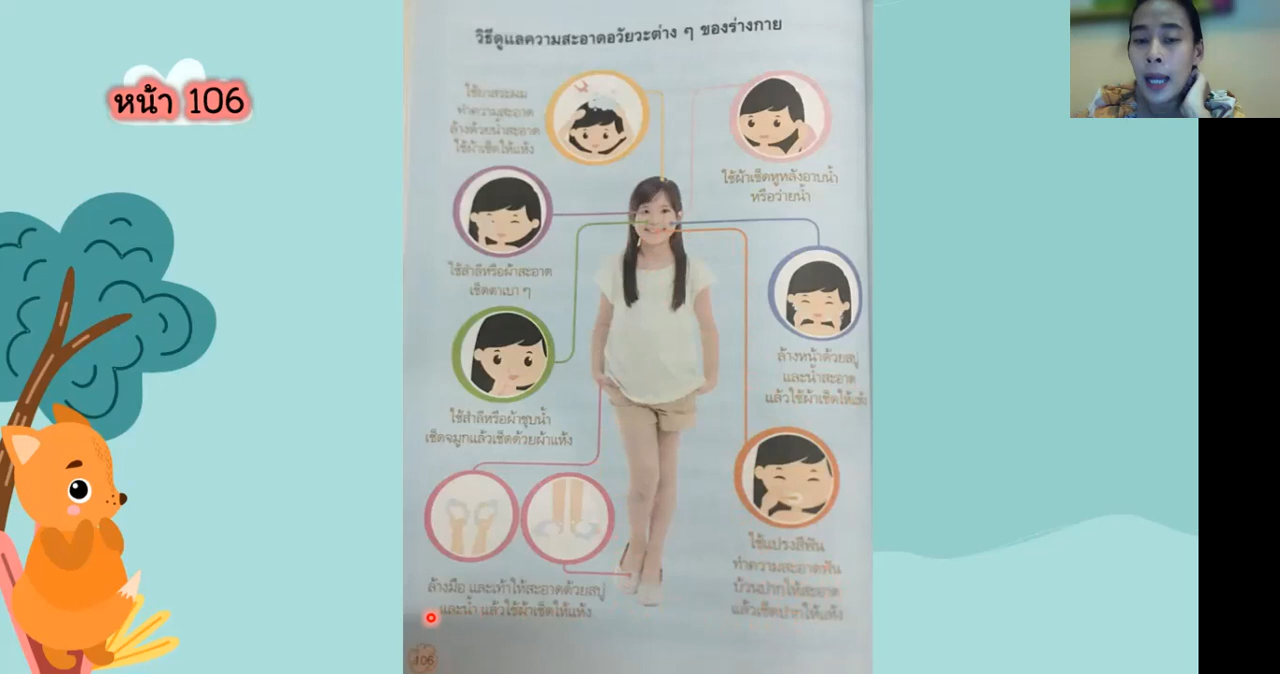 หน้า 106
วิธีดูแลความสะอาดอวัยวะต่าง ๆ ของร่างกาย
ใช้ยาสระผม
ทำความสะอาด
ล้างด้วยน้ำสะอาด
ใช้ผ้าเช็ดให้แห้ง
ใช้ผ้าเช็ดหูหลังอาบน้ำ
หรือว่ายน้ำ
ใช้สำลีหรือผ้าสะอาด
เช็ดตาเบา ๆ
ล้างหน้าด้วยสบู่
และน้ำสะอาด
แล้วใช้ผ้าเช็ดให้แห้ง
ใช้สำลีหรือผ้าชุบน้ำ
เช็ดจมูกแล้วเช็ดด้วยผ้าแห้ง
ใช้แปรงสีฟัน
ทำความสะอาดฟัน
บ้วนปากให้สะอาด
แล้วเช็ดปากให้แห้ง
ล้างมือ และเท้าให้สะอาดด้วยสบู่
และน้ำ แล้วใช้ผ้าเช็ดให้แห้ง
106